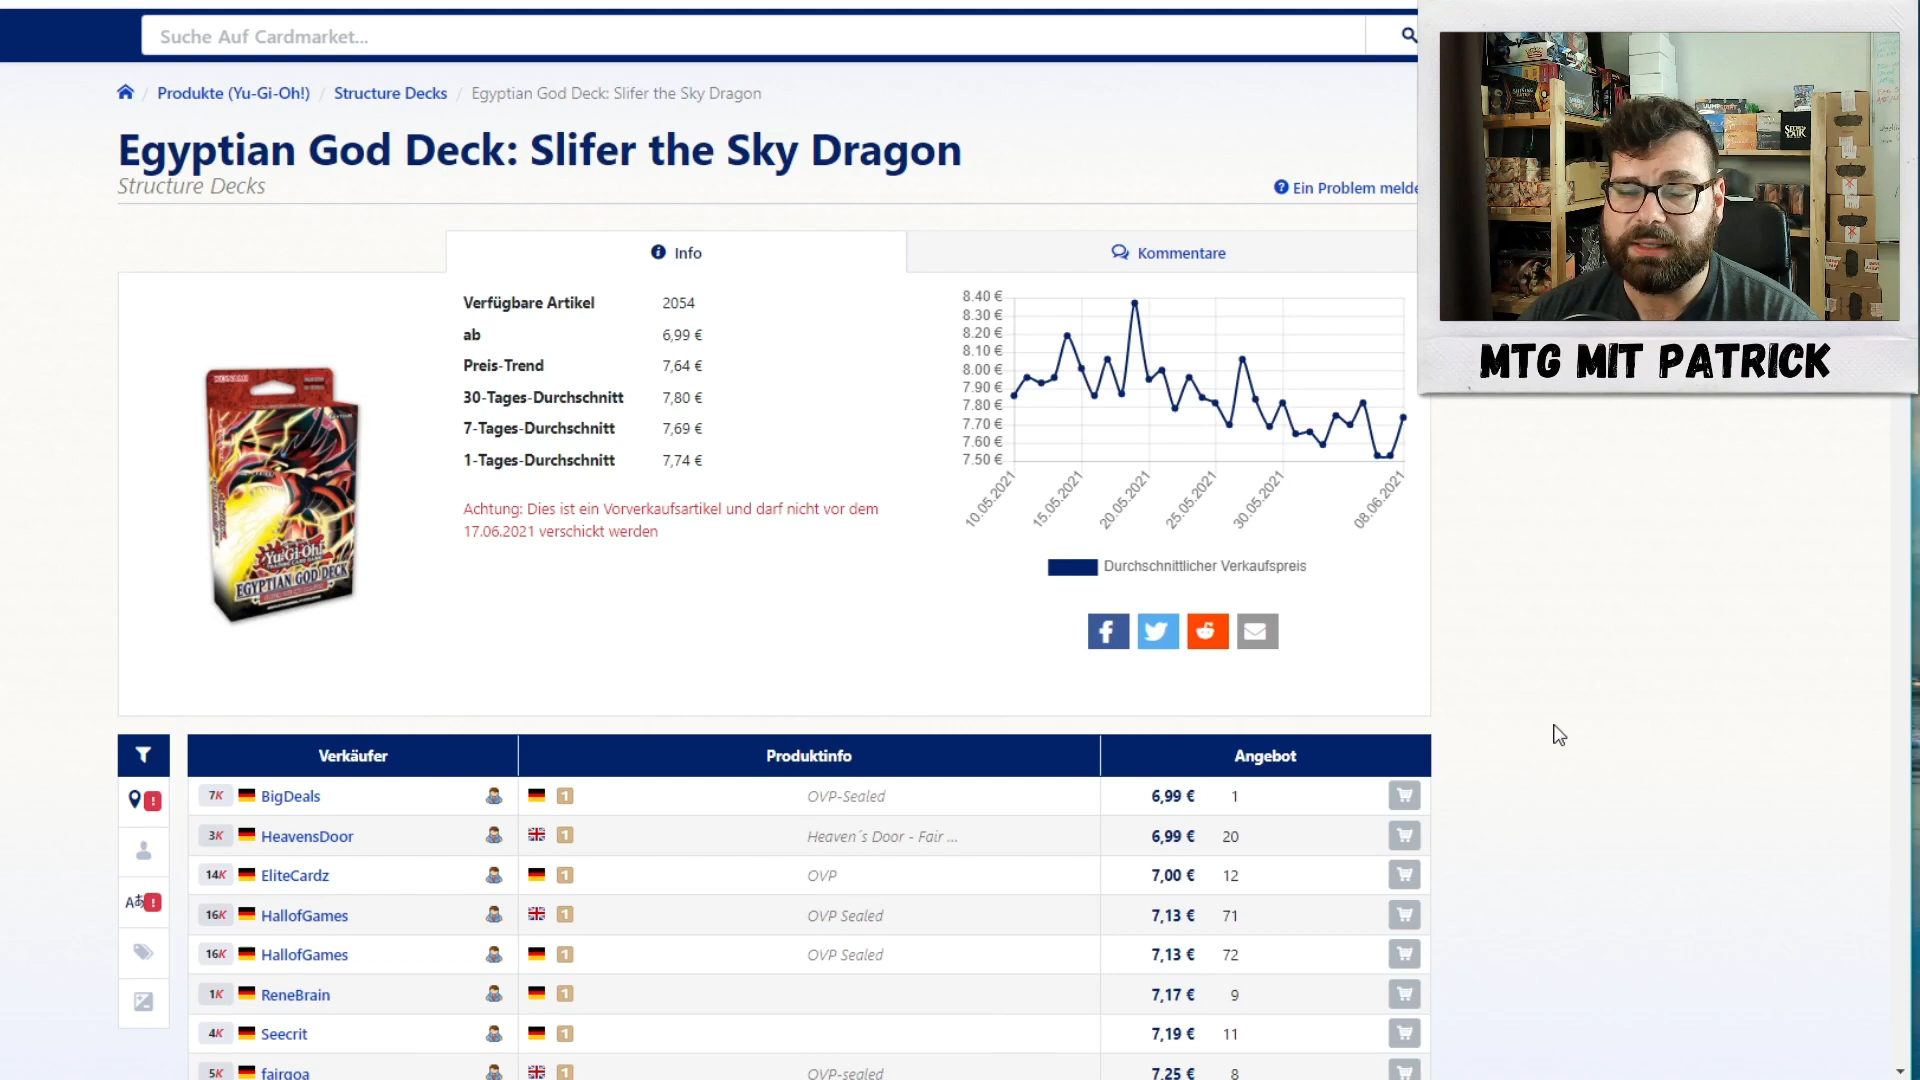 Suche Auf Cardmarket...
Produkte (Yu-Gi-Oh!) / Structure Decks / Egyptian God Deck: Slifer the Sky Dragon
Egyptian God Deck: Slifer the Sky Dragon
Structure Decks
Ein Problem melde
Info
Kommentare
Verfügbare Artikel 2054
ab 6,99 €
Preis-Trend 7,64 €
30-Tages-Durchschnitt 7,80 €
7-Tages-Durchschnitt 7,69 €
1-Tages-Durchschnitt 7,74 €
Achtung: Dies ist ein Vorverkaufsartikel und darf nicht vor dem
17.06.2021 verschickt werden
8.40 €
8.30 €
8.20 €
8.10 €
8.00 €
7.90 €
7.80 €
7.70 €
7.60 €
7.50 €
10.05.2021
15.05.2021
20.05.2021
25.05.2021
30.05.2021
08.06.2021
Durchschnittlicher Verkaufspreis
KONAMI
Yu-Gi-Oh!
EGYPTIAN GOD DECK
MTG MIT PATRICK
Verkäufer Produktinfo Angebot
7K BigDeals 1 OVP-Sealed 6,99 € 1
3K HeavensDoor 1 Heaven´s Door - Fair ... 6,99 € 20
14K EliteCardz 1 OVP 7,00 € 12
16K HallofGames 1 OVP Sealed 7,13 € 71
16K HallofGames 1 OVP Sealed 7,13 € 72
1K ReneBrain 1 7,17 € 9
4K Seecrit 1 7,19 € 11
5K fairgoa 1 OVP-sealed 7,25 € 8